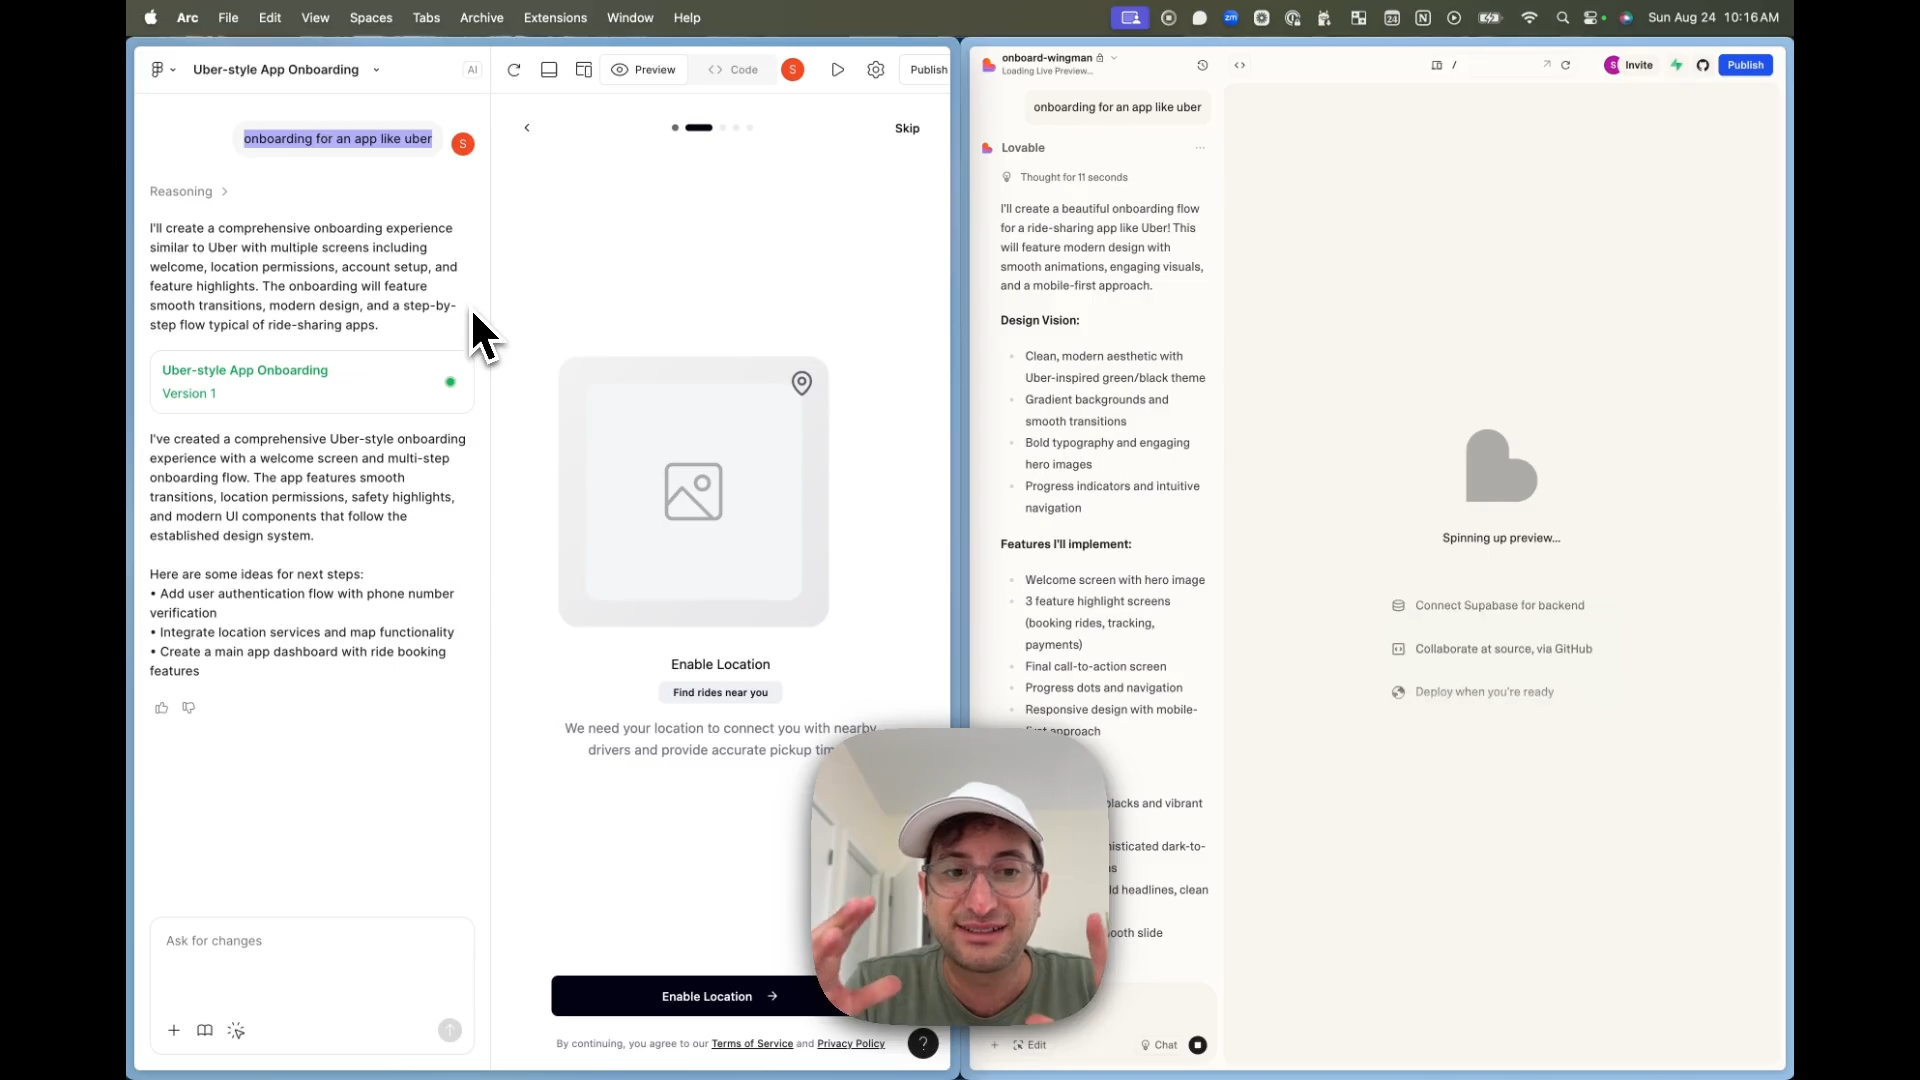 Arc File Edit View Spaces Tabs Archive Extensions Window Help
zm 24 Sun Aug 24 10:16 AM
Uber-style App Onboarding
AI
Preview
Code
S
Publish
onboarding for an app like uber
S
Reasoning
I'll create a comprehensive onboarding experience
similar to Uber with multiple screens including
welcome, location permissions, account setup, and
feature highlights. The onboarding will feature
smooth transitions, modern design, and a step-by-
step flow typical of ride-sharing apps.
Uber-style App Onboarding
Version 1
I've created a comprehensive Uber-style onboarding
experience with a welcome screen and multi-step
onboarding flow. The app features smooth
transitions, location permissions, safety highlights,
and modern UI components that follow the
established design system.
Here are some ideas for next steps:
• Add user authentication flow with phone number
verification
• Integrate location services and map functionality
• Create a main app dashboard with ride booking
features
Ask for changes
Skip
Enable Location
Find rides near you
We need your location to connect you with nearby
drivers and provide accurate pickup
Enable Location
By continuing, you agree to our Terms of Service and Privacy Policy
?
onboard-wingman
Loading Live Preview...
/
S Invite
Publish
onboarding for an app like uber
Lovable
Thought for 11 seconds
I'll create a beautiful onboarding flow
for a ride-sharing app like Uber! This
will feature modern design with
smooth animations, engaging visuals,
and a mobile-first approach.
Design Vision:
Clean, modern aesthetic with
Uber-inspired green/black theme
Gradient backgrounds and
smooth transitions
Bold typography and engaging
hero images
Progress indicators and intuitive
navigation
Features I'll implement:
Welcome screen with hero image
3 feature highlight screens
(booking rides, tracking,
payments)
Final call-to-action screen
Progress dots and navigation
Responsive design with mobile-
approach
and vibrant
dark-to-
headlines, clean
slide
Edit
Chat
Spinning up preview...
Connect Supabase for backend
Collaborate at source, via GitHub
Deploy when you're ready